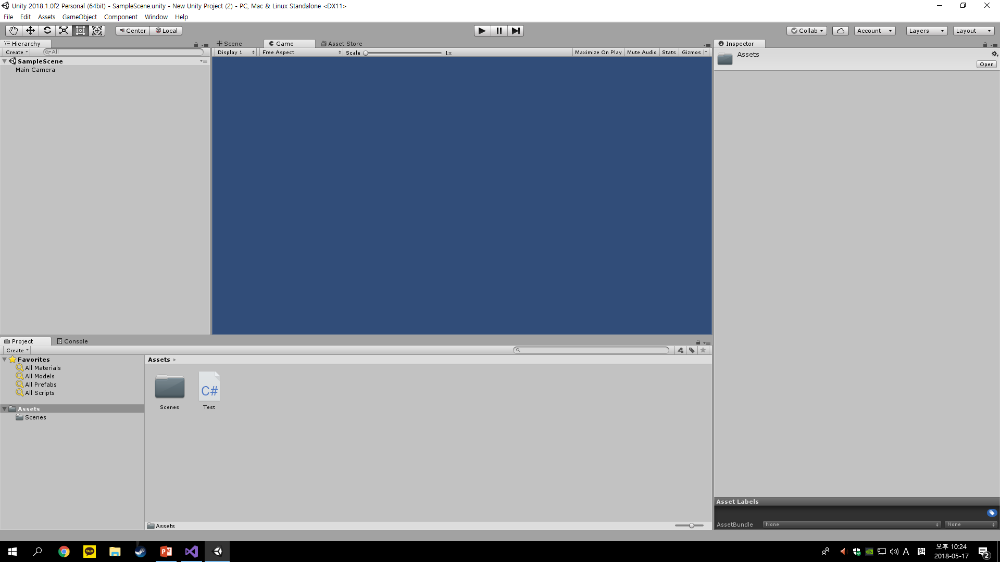 Unity 2018.1.0f2 Personal (64bit) - SampleScene.unity - New Unity Project (2) - PC, Mac & Linux Standalone <DX11>
File Edit Assets GameObject Component Window Help
Center Local Collab Account Layers Layout
Hierarchy
Create All
SampleScene
Main Camera
Scene Game Asset Store
Display 1 Free Aspect Scale 1x Maximize On Play Mute Audio Stats Gizmos
Inspector
Assets
Open
Project Console
Create
Favorites
All Materials
All Models
All Prefabs
All Scripts
Assets
Scenes
Assets
C#
Scenes Test
Assets
Asset Labels
AssetBundle None None
TALK
P
A 한
오후 10:24
2018-05-17
2